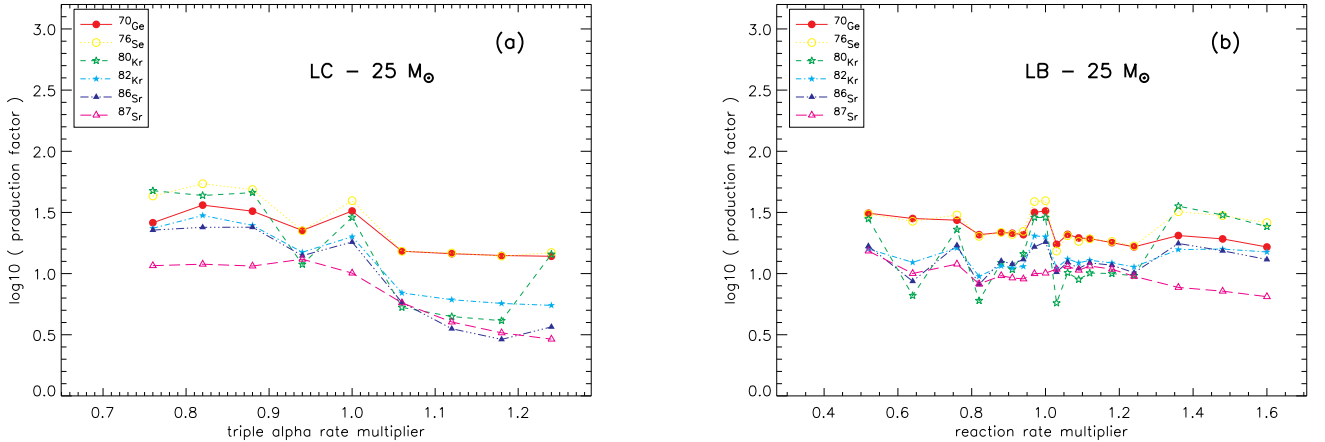 3.0
2.5
2.0
1.5
1.0
0.5
0.0
log10 ( production factor )
70Ge
76Se
80Kr
82Kr
86Sr
87Sr
(a)
LC − 25 M⊙
0.7 0.8 0.9 1.0 1.1 1.2
triple alpha rate multiplier
3.0
2.5
2.0
1.5
1.0
0.5
0.0
log10 ( production factor )
70Ge
76Se
80Kr
82Kr
86Sr
87Sr
(b)
LB − 25 M⊙
0.4 0.6 0.8 1.0 1.2 1.4 1.6
reaction rate multiplier